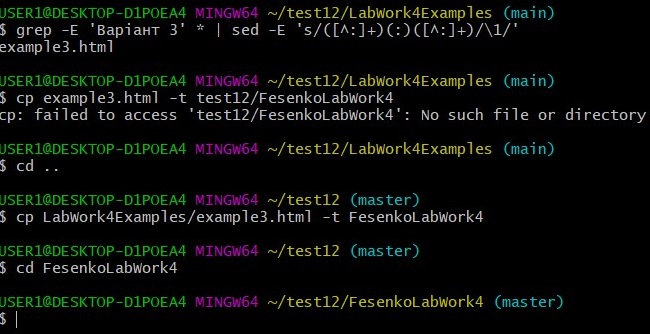 USER1@DESKTOP-D1POEA4 MINGW64 ~/test12/LabWork4Examples (main)
$ grep -E 'Варіант 3' * | sed -E 's/([^:]+)(:)([^:]+)/\1/'
example3.html
USER1@DESKTOP-D1POEA4 MINGW64 ~/test12/LabWork4Examples (main)
$ cp example3.html -t test12/FesenkoLabWork4
cp: failed to access 'test12/FesenkoLabWork4': No such file or directory
USER1@DESKTOP-D1POEA4 MINGW64 ~/test12/LabWork4Examples (main)
$ cd ..
USER1@DESKTOP-D1POEA4 MINGW64 ~/test12 (master)
$ cp LabWork4Examples/example3.html -t FesenkoLabWork4
USER1@DESKTOP-D1POEA4 MINGW64 ~/test12 (master)
$ cd FesenkoLabWork4
USER1@DESKTOP-D1POEA4 MINGW64 ~/test12/FesenkoLabWork4 (master)
$